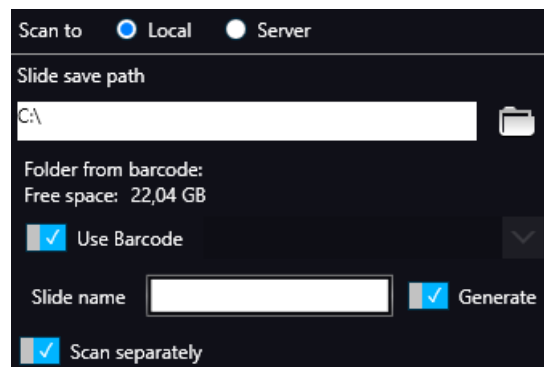 Scan to Local Server
Slide save path
C:\
Folder from barcode:
Free space: 22,04 GB
Use Barcode
Slide name Generate
Scan separately